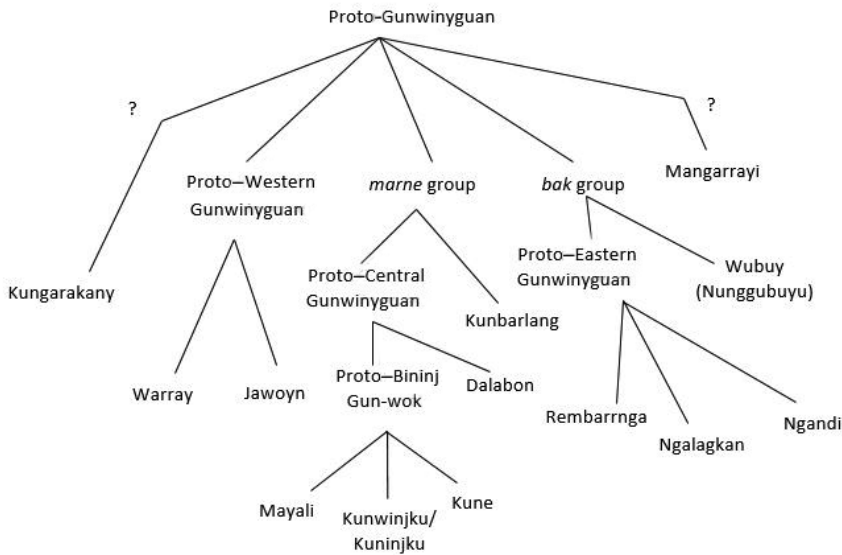 Proto-Gunwinyguan
?
?
Proto–Western
Gunwinyguan
marne group
bak group
Mangarrayi
Kungarakany
Proto–Central
Gunwinyguan
Kunbarlang
Proto–Eastern
Gunwinyguan
Wubuy
(Nunggubuyu)
Warray
Jawoyn
Proto–Bininj
Gun-wok
Dalabon
Rembarrnga
Ngalagkan
Ngandi
Mayali
Kunwinjku/
Kuninjku
Kune